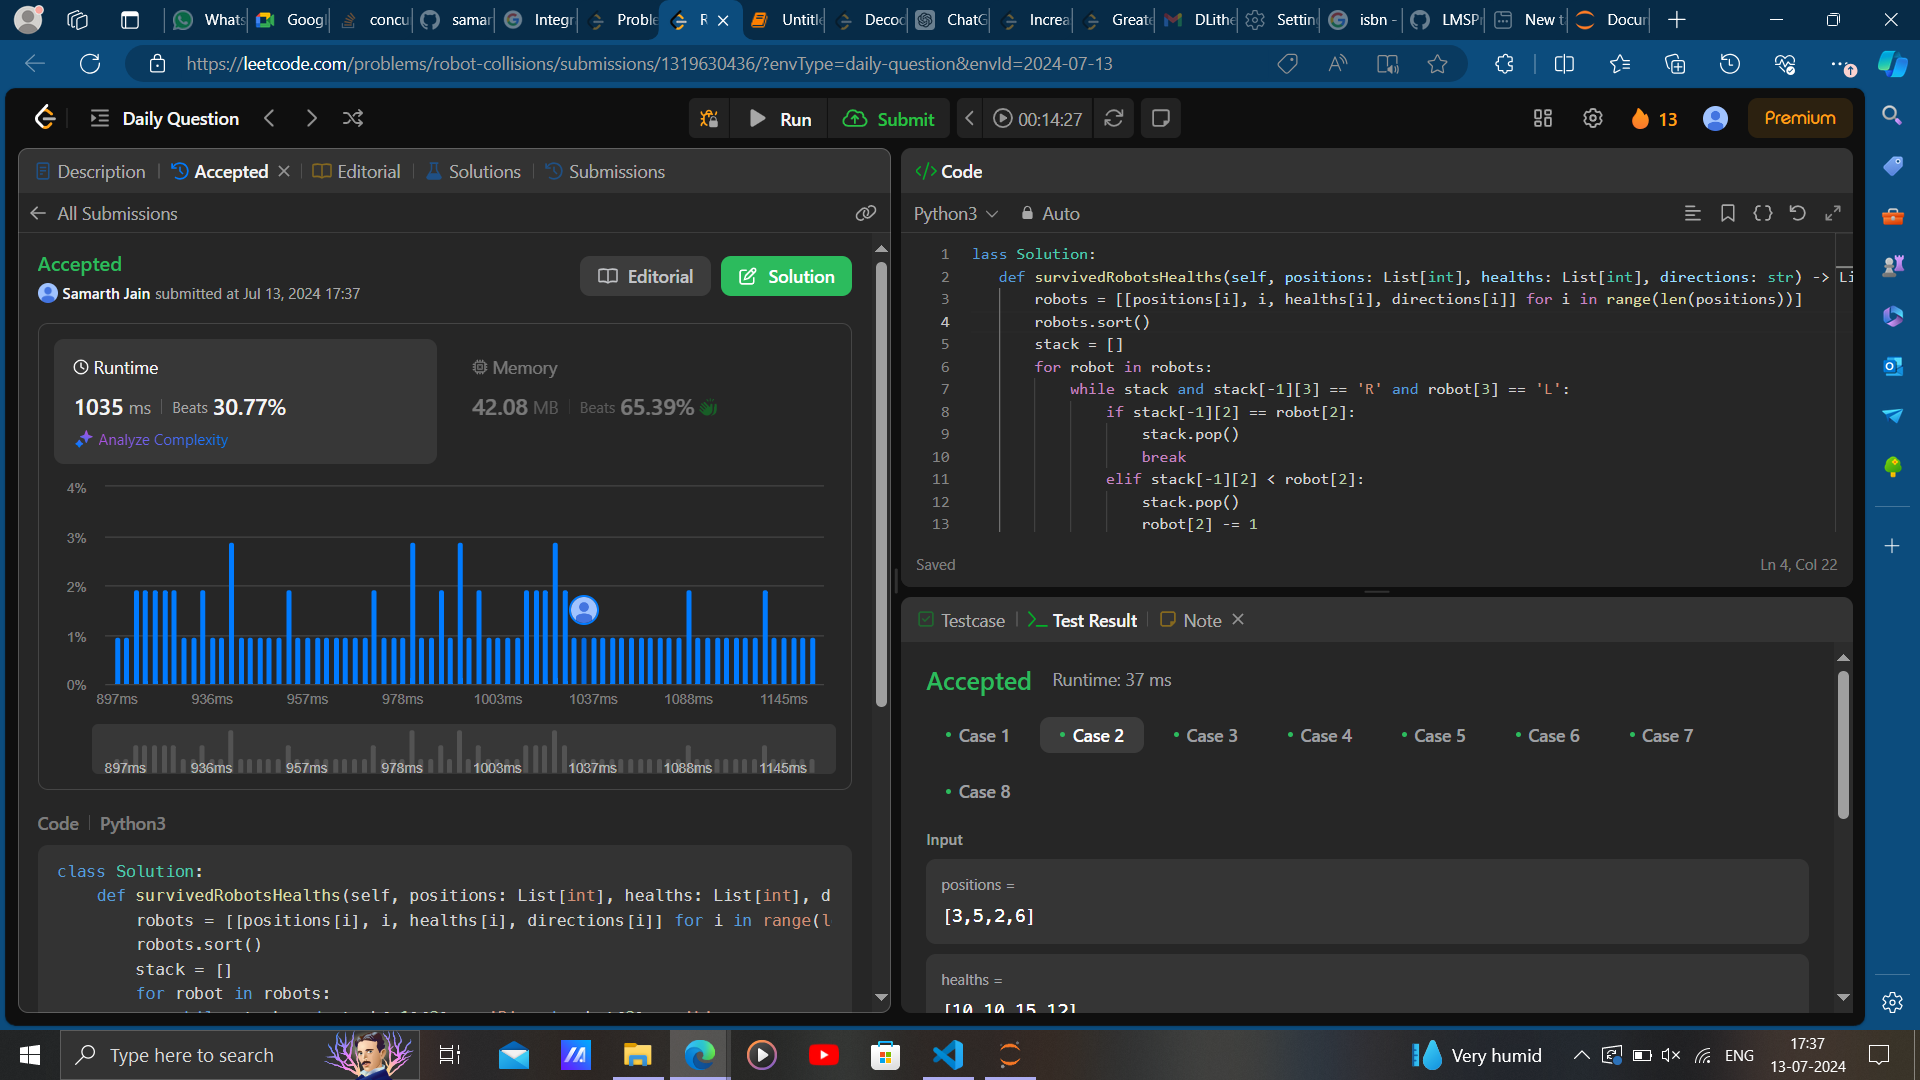 Whats
Googl
concu
samar
Integr
Proble
R
Untitle
Decod
ChatG
Increa
Greate
DLithe
Setting
isbn -
LMSPr
New t
Docun
https://leetcode.com/problems/robot-collisions/submissions/1319630436/?envType=daily-question&envId=2024-07-13
Daily Question
Run
Submit
00:14:27
13
Premium
Description
Accepted
Editorial
Solutions
Submissions
All Submissions
Accepted
Samarth Jain submitted at Jul 13, 2024 17:37
Editorial
Solution
Runtime
1035 ms
Beats 30.77%
Analyze Complexity
Memory
42.08 MB
Beats 65.39%
4%
3%
2%
1%
0%
897ms 936ms 957ms 978ms 1003ms 1037ms 1088ms 1145ms
897ms 936ms 957ms 978ms 1003ms 1037ms 1088ms 1145ms
Code
Python3
class Solution:
def survivedRobotsHealths(self, positions: List[int], healths: List[int], d
robots = [[positions[i], i, healths[i], directions[i]] for i in range(l
robots.sort()
stack = []
for robot in robots:
</> Code
Python3
Auto
1 lass Solution:
2 def survivedRobotsHealths(self, positions: List[int], healths: List[int], directions: str) -> Li
3 robots = [[positions[i], i, healths[i], directions[i]] for i in range(len(positions))]
4 robots.sort()
5 stack = []
6 for robot in robots:
7 while stack and stack[-1][3] == 'R' and robot[3] == 'L':
8 if stack[-1][2] == robot[2]:
9 stack.pop()
10 break
11 elif stack[-1][2] < robot[2]:
12 stack.pop()
13 robot[2] -= 1
Saved
Ln 4, Col 22
Testcase
Test Result
Note
Accepted
Runtime: 37 ms
Case 1
Case 2
Case 3
Case 4
Case 5
Case 6
Case 7
Case 8
Input
positions =
[3,5,2,6]
healths =
[10,10,15,12]
Type here to search
Very humid
ENG
17:37
13-07-2024